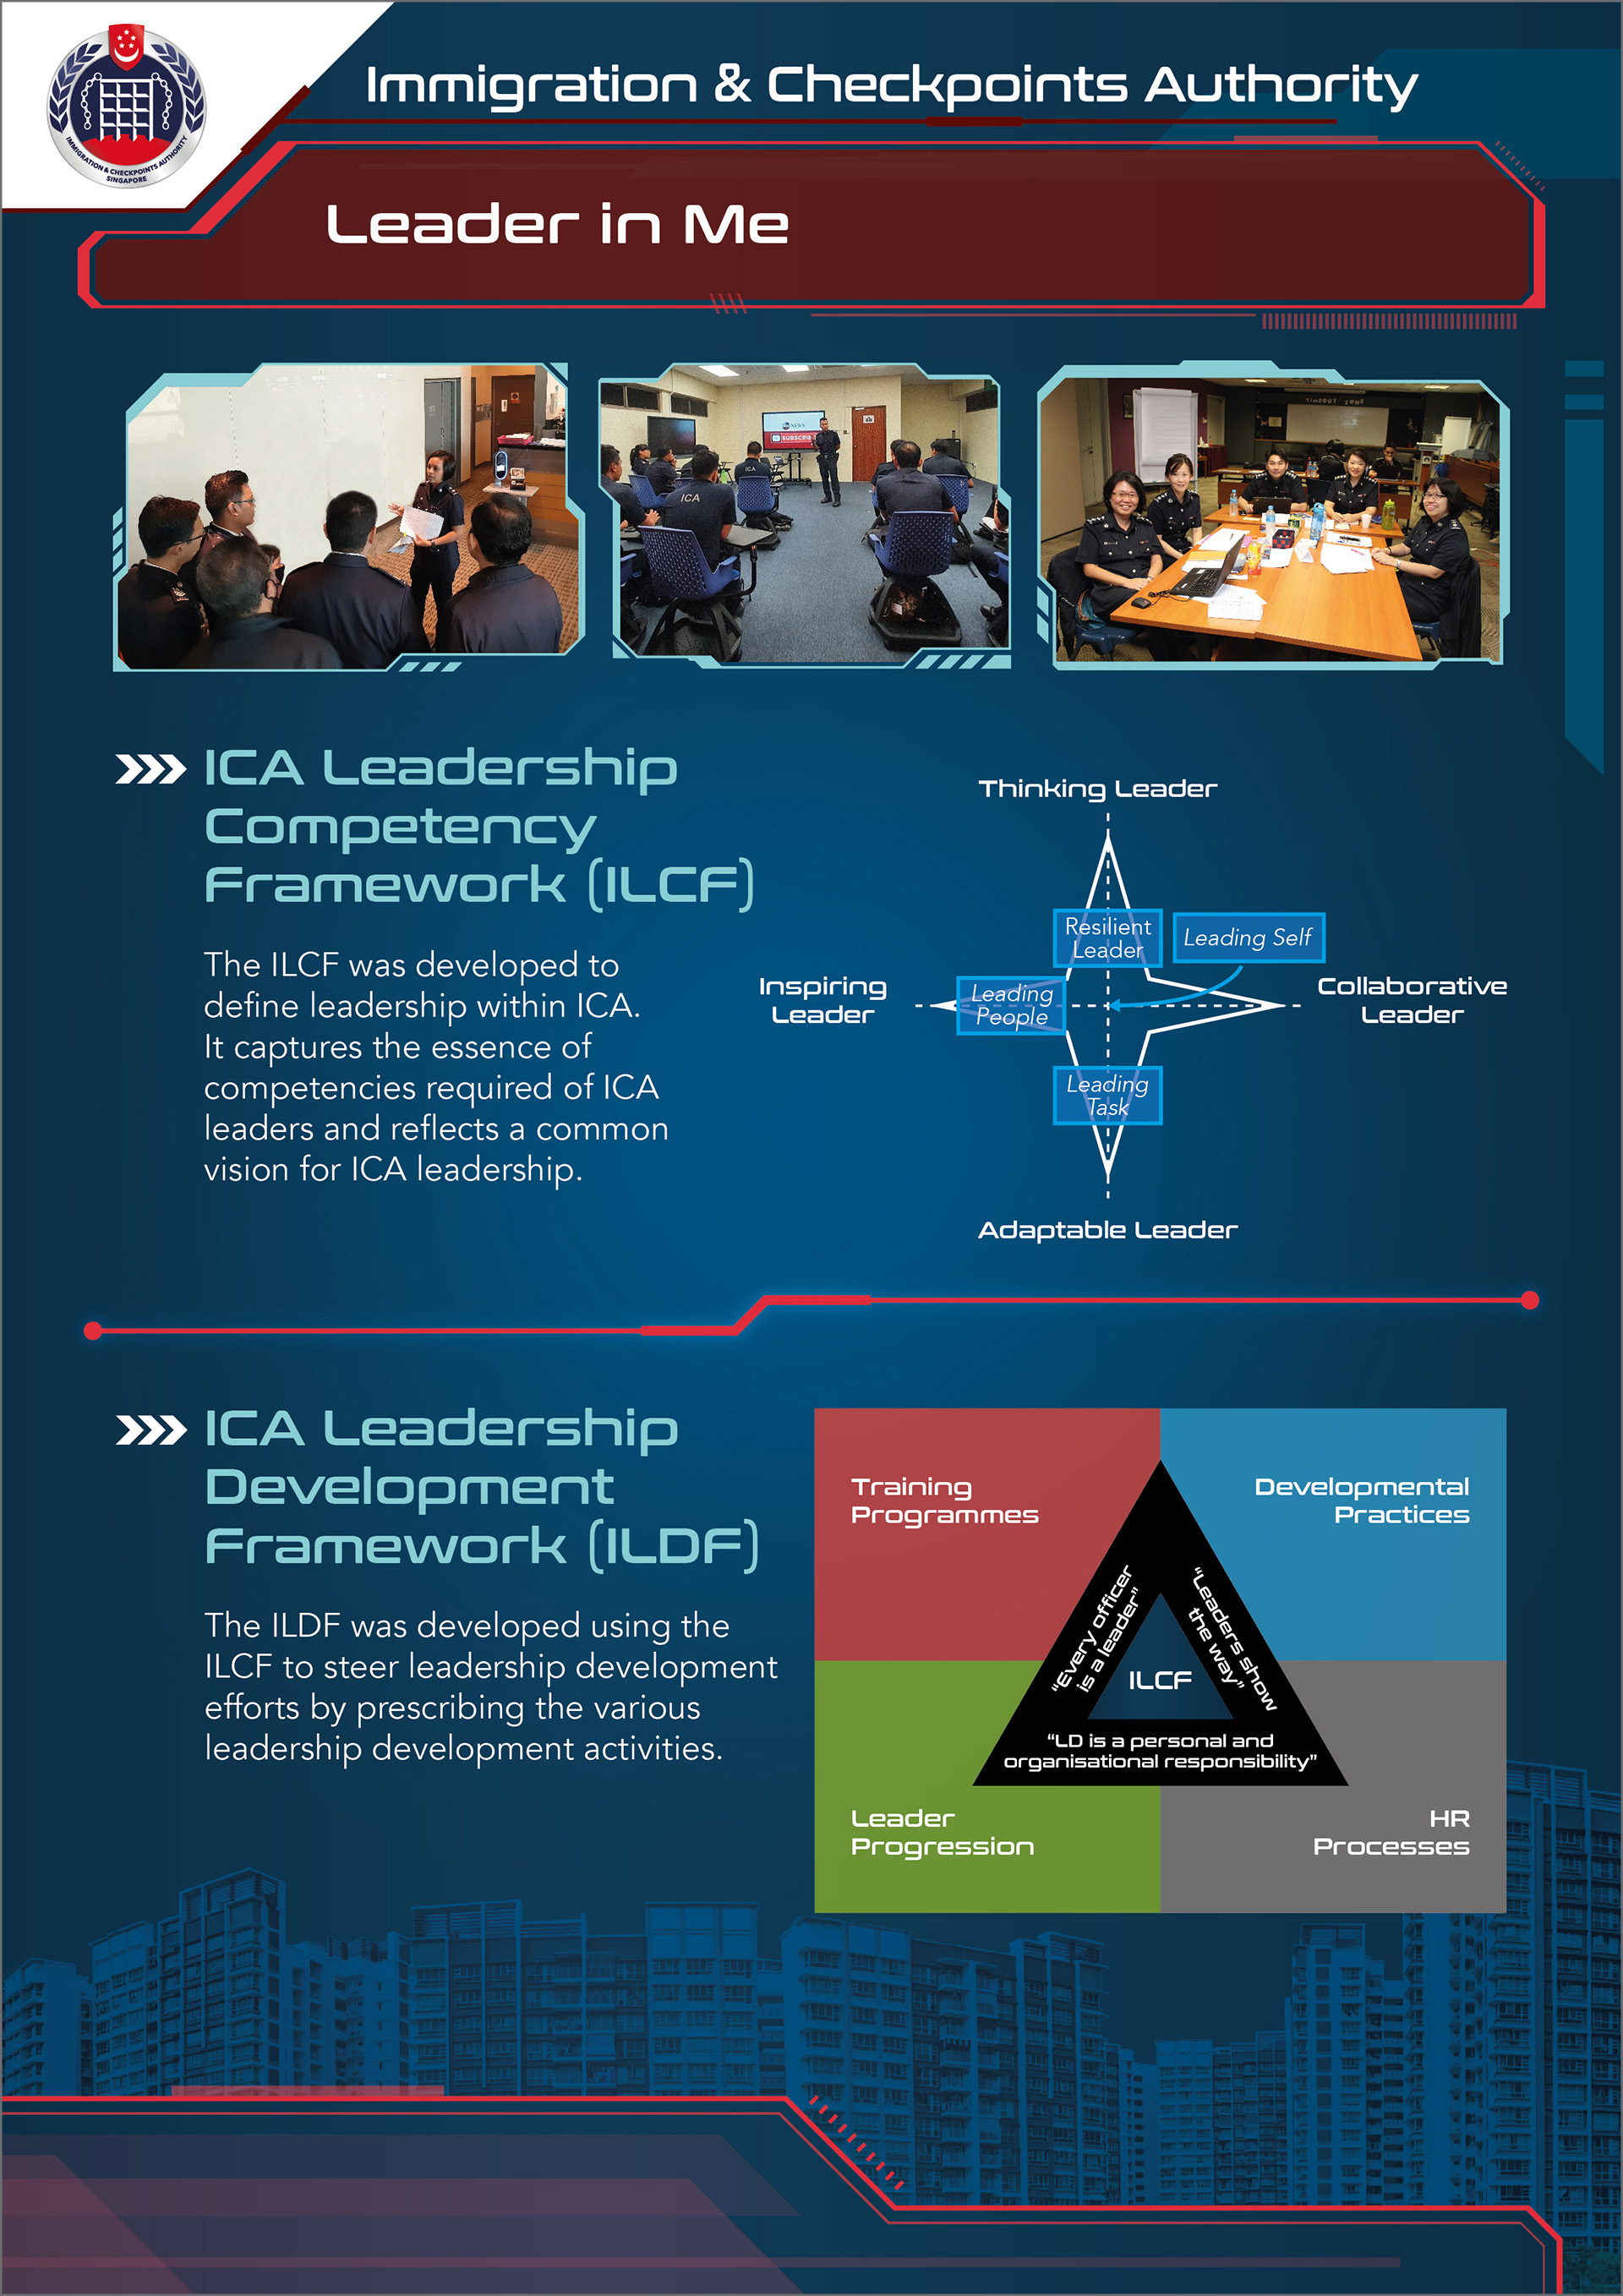 IMMIGRATION & CHECKPOINTS AUTHORITY
SINGAPORE
Immigration & Checkpoints Authority
Leader in Me
NEWS
SUBSCRIBE
ICA
ICA
ICA Leadership
Competency
Framework (ILCF)
The ILCF was developed to
define leadership within ICA.
It captures the essence of
competencies required of ICA
leaders and reflects a common
vision for ICA leadership.
Thinking Leader
Resilient
Leader
Leading Self
Inspiring
Leader
Leading
People
Collaborative
Leader
Leading
Task
Adaptable Leader
ICA Leadership
Development
Framework (ILDF)
The ILDF was developed using the
ILCF to steer leadership development
efforts by prescribing the various
leadership development activities.
Training
Programmes
Developmental
Practices
“Every officer
is a leader”
“Leaders show
the way”
ILCF
“LD is a personal and
organisational responsibility”
Leader
Progression
HR
Processes